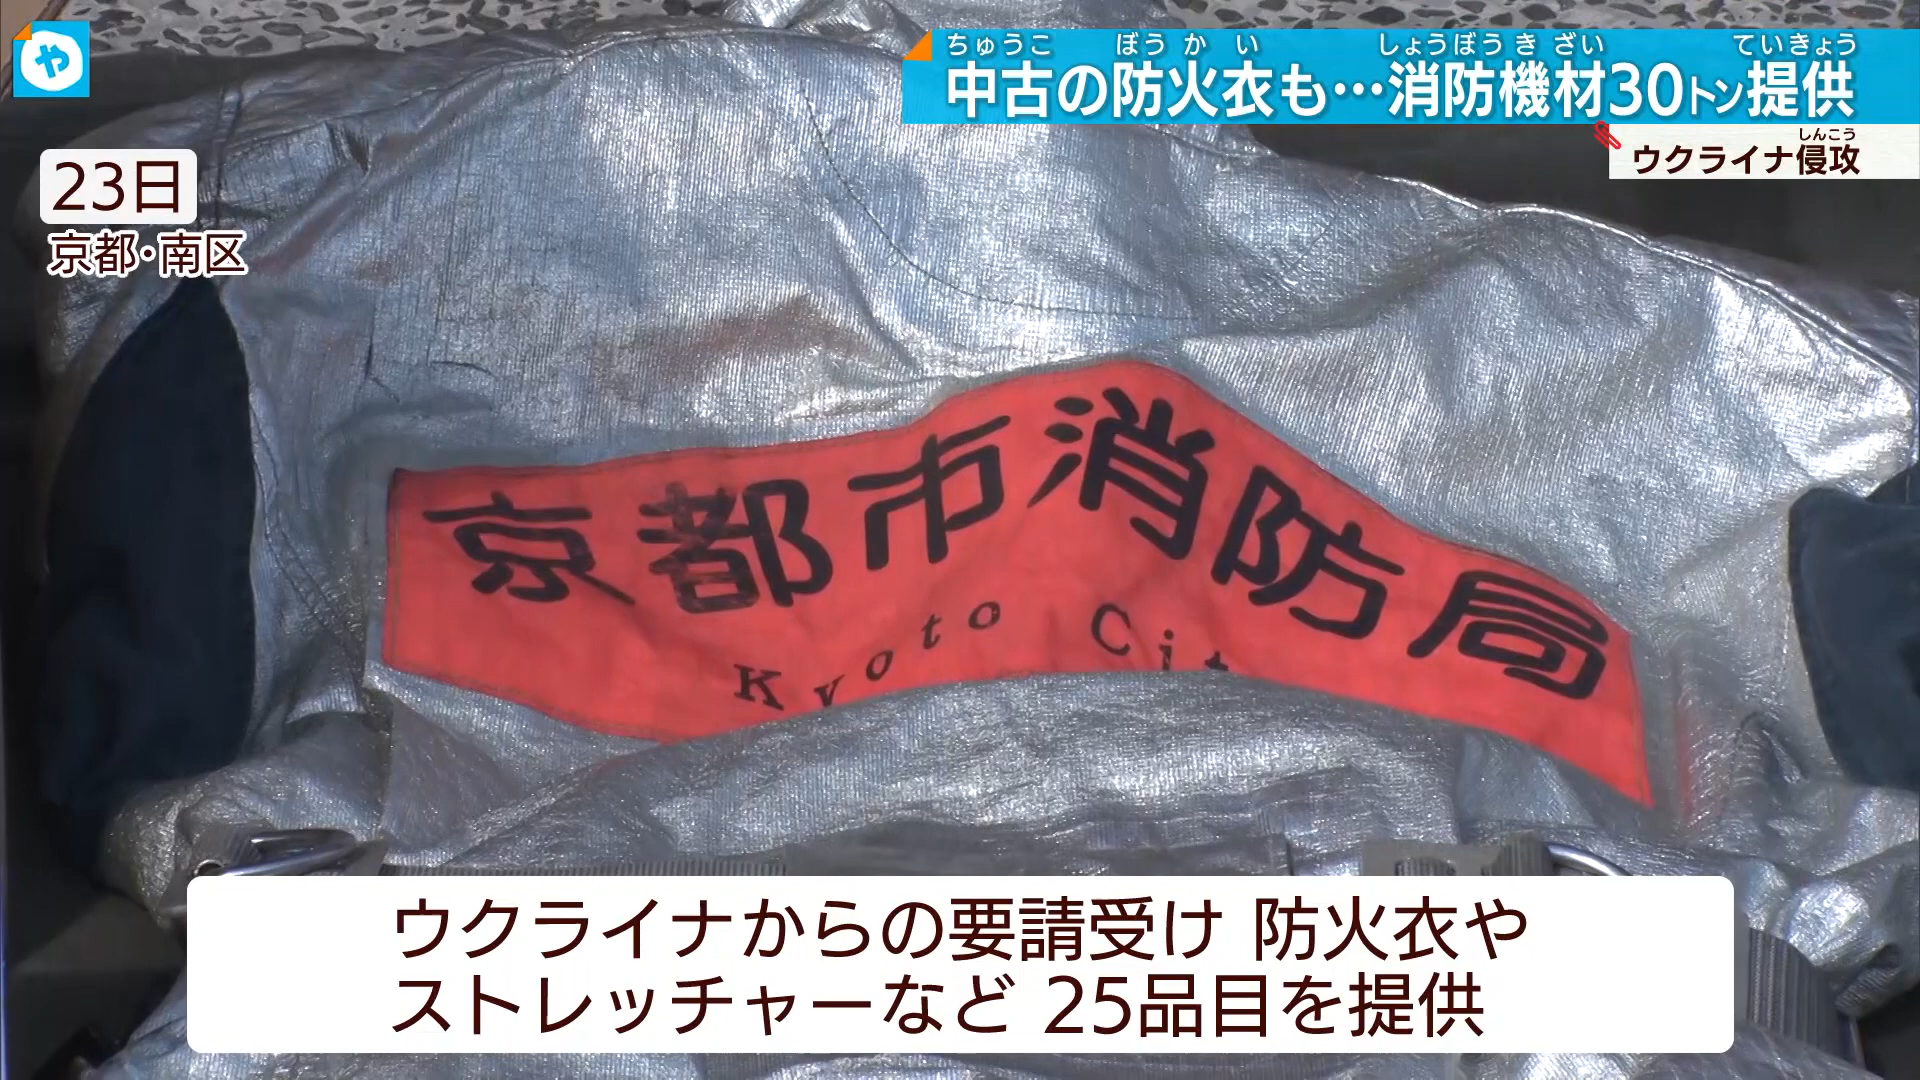 や
ちゅうこ ぼうかい しょうぼうきざい ていきょう
中古の防火衣も…消防機材30トン提供
しんこう
ウクライナ侵攻
23日
京都・南区
京都市消防局
Kyoto Cit
ウクライナからの要請受け 防火衣や
ストレッチャーなど 25品目を提供